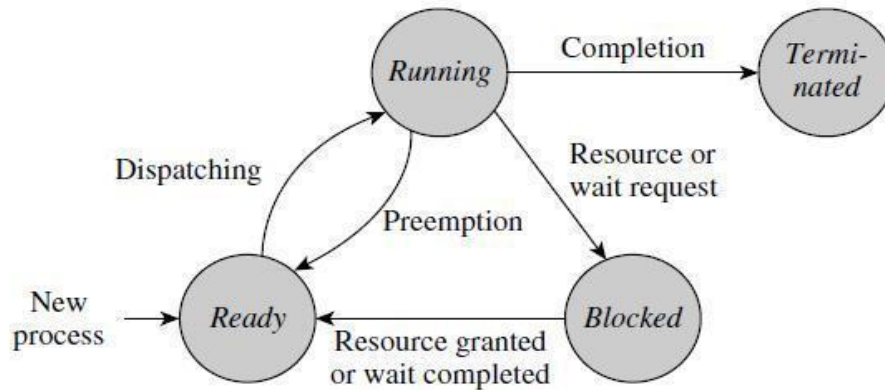 Running
Completion
Termi-
nated
Dispatching
Resource or
wait request
Preemption
New
process
Ready
Blocked
Resource granted
or wait completed